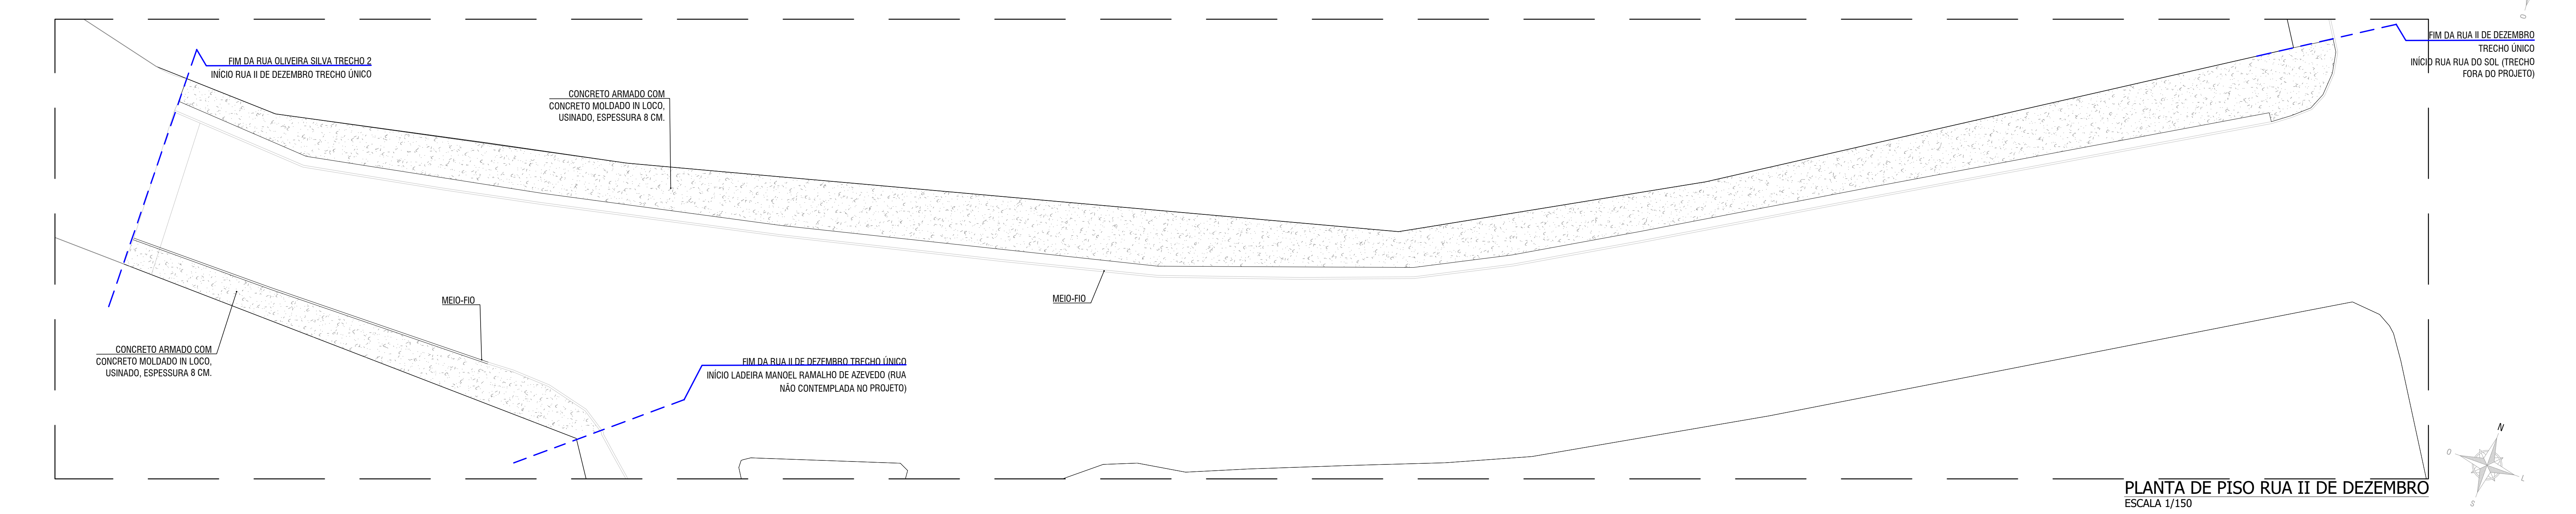 FIM DA RUA OLIVEIRA SILVA TRECHO 2
INÍCIO RUA II DE DEZEMBRO TRECHO ÚNICO
CONCRETO ARMADO COM
CONCRETO MOLDADO IN LOCO,
USINADO, ESPESSURA 8 CM.
FIM DA RUA II DE DEZEMBRO
TRECHO ÚNICO
INÍCIO RUA RUA DO SOL (TRECHO
FORA DO PROJETO)
MEIO-FIO
MEIO-FIO
CONCRETO ARMADO COM
CONCRETO MOLDADO IN LOCO,
USINADO, ESPESSURA 8 CM.
FIM DA RUA II DE DEZEMBRO TRECHO ÚNICO
INÍCIO LADEIRA MANOEL RAMALHO DE AZEVEDO (RUA
NÃO CONTEMPLADA NO PROJETO)
N
O
L
S
PLANTA DE PISO RUA II DE DEZEMBRO
ESCALA 1/150